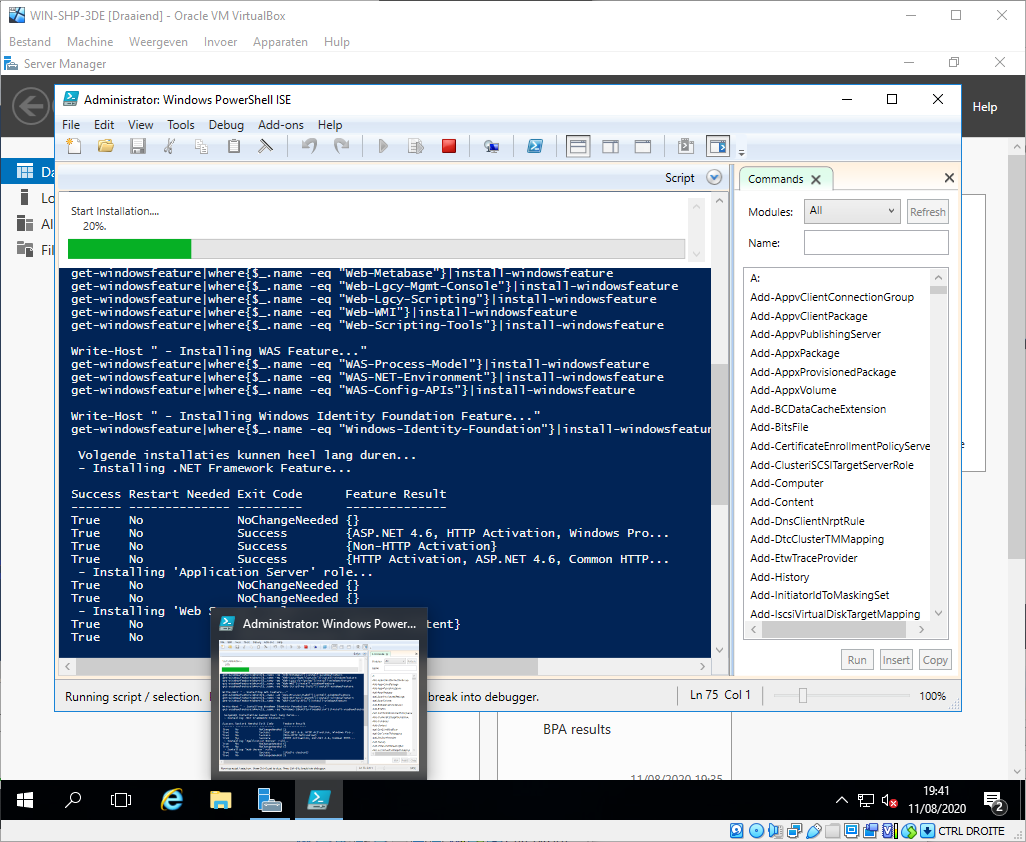 WIN-SHP-3DE [Draaiend] - Oracle VM VirtualBox
Bestand Machine Weergeven Invoer Apparaten Hulp
Server Manager
Help
Administrator: Windows PowerShell ISE
File Edit View Tools Debug Add-ons Help
Script
Start Installation....
20%.
get-windowsfeature|where{$_.name -eq "Web-Metabase"}|install-windowsfeature
get-windowsfeature|where{$_.name -eq "Web-Lgcy-Mgmt-Console"}|install-windowsfeature
get-windowsfeature|where{$_.name -eq "Web-Lgcy-Scripting"}|install-windowsfeature
get-windowsfeature|where{$_.name -eq "Web-WMI"}|install-windowsfeature
get-windowsfeature|where{$_.name -eq "Web-Scripting-Tools"}|install-windowsfeature
Write-Host " - Installing WAS Feature..."
get-windowsfeature|where{$_.name -eq "WAS-Process-Model"}|install-windowsfeature
get-windowsfeature|where{$_.name -eq "WAS-NET-Environment"}|install-windowsfeature
get-windowsfeature|where{$_.name -eq "WAS-Config-APIs"}|install-windowsfeature
Write-Host " - Installing Windows Identity Foundation Feature..."
get-windowsfeature|where{$_.name -eq "Windows-Identity-Foundation"}|install-windowsfeatur
Volgende installaties kunnen heel lang duren...
- Installing .NET Framework Feature...
Success Restart Needed Exit Code Feature Result
------- -------------- --------- --------------
True No NoChangeNeeded {}
True No Success {ASP.NET 4.6, HTTP Activation, Windows Pro...
True No Success {Non-HTTP Activation}
True No Success {HTTP Activation, ASP.NET 4.6, Common HTTP...
- Installing 'Application Server' role...
True No NoChangeNeeded {}
True No NoChangeNeeded {}
- Installing 'Web
True No tent}
True No
Commands
Modules: All Refresh
Name:
A:
Add-AppvClientConnectionGroup
Add-AppvClientPackage
Add-AppvPublishingServer
Add-AppxPackage
Add-AppxProvisionedPackage
Add-AppxVolume
Add-BCDataCacheExtension
Add-BitsFile
Add-CertificateEnrollmentPolicyServe
Add-ClusteriSCSITargetServerRole
Add-Computer
Add-Content
Add-DnsClientNrptRule
Add-DtcClusterTMMapping
Add-EtwTraceProvider
Add-History
Add-InitiatorIdToMaskingSet
Add-IscsiVirtualDiskTargetMapping
Run Insert Copy
Administrator: Windows Power...
Running script / selection. break into debugger.
Ln 75 Col 1 100%
Da
Lo
Al
Fil
BPA results
11/08/2020 19:35
19:41
11/08/2020
2
CTRL DROITE